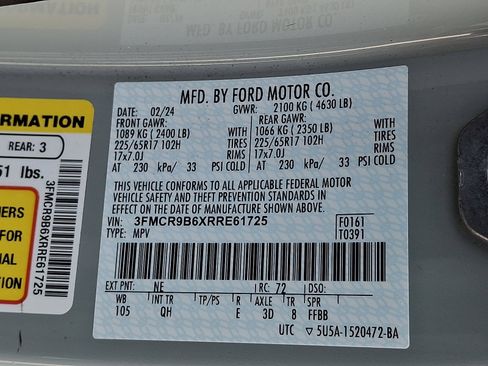 MFD. BY FORD MOTOR CO.
DATE: 02/24 GVWR: 2100 KG (4630 LB)
FRONT GAWR: REAR GAWR:
1089 KG (2400 LB) WITH 1066 KG (2350 LB) WITH
225/65R17 102H TIRES 225/65R17 102H TIRES
17x7.0J RIMS 17x7.0J RIMS
AT 230 kPa/ 33 PSI COLD AT 230 kPa/ 33 PSI COLD
THIS VEHICLE CONFORMS TO ALL APPLICABLE FEDERAL MOTOR
VEHICLE SAFETY AND THEFT PREVENTION STANDARDS IN
EFFECT ON THE DATE OF MANUFACTURE SHOWN ABOVE.
VIN: 3FMCR9B6XRRE61725 F0161
TYPE: MPV T0391
EXT PNT: NE RC: 72 DSO:
WB INT TR TP/PS R AXLE TR SPR
105 QH E 3D 8 FFBB
UTC 5U5A-1520472-BA
REAR: 3
51 lbs.
3FMCR9B6XRRE61725